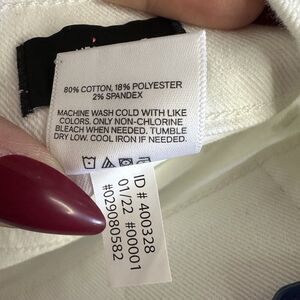 80% COTTON, 18% POLYESTER
2% SPANDEX
MACHINE WASH COLD WITH LIKE
COLORS. ONLY NON-CHLORINE
BLEACH WHEN NEEDED. TUMBLE
DRY LOW. COOL IRON IF NEEDED.
ID # 400328
01/22 #00001
#029080582